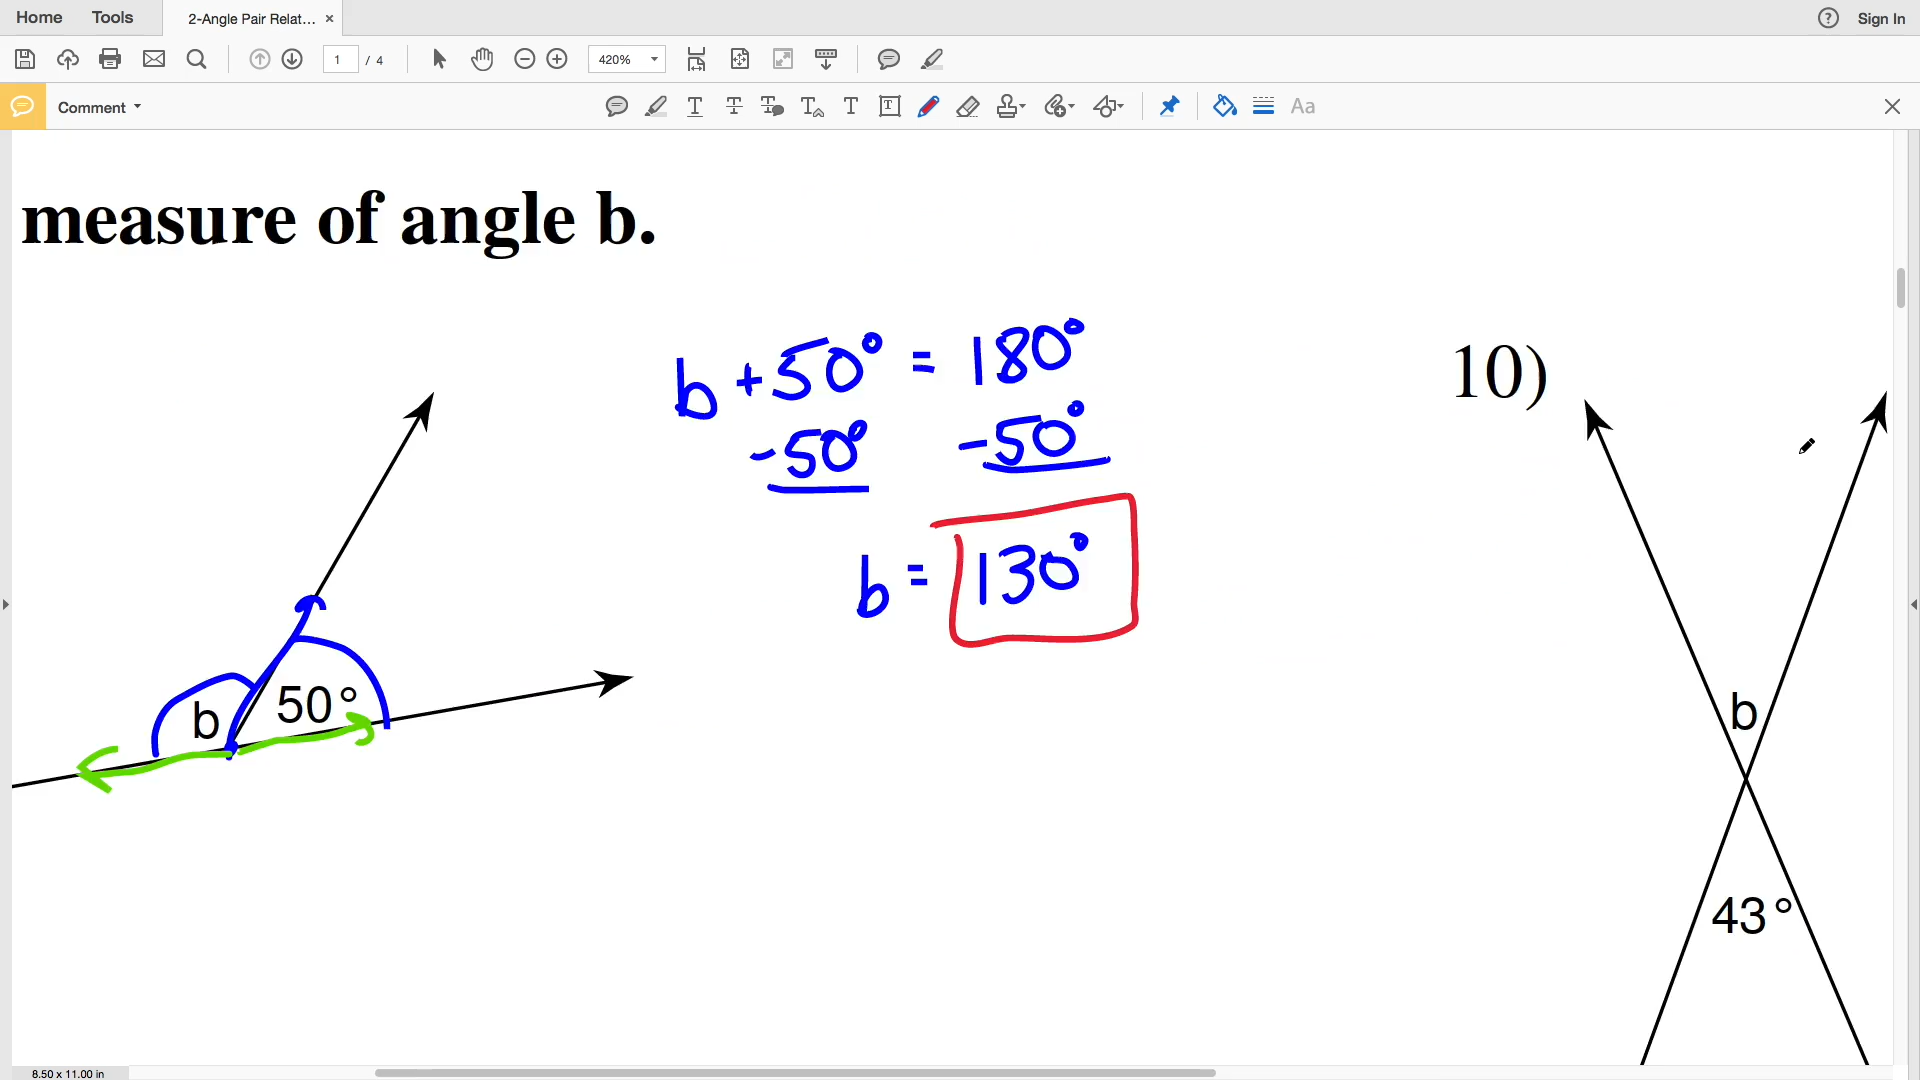 Home Tools 2-Angle Pair Relat... × ? Sign In
1 / 4 420%
Comment T T T T T T Aa
measure of angle b.
b + 50° = 180°
-50° -50°
b = 130°
b 50°
10)
b
43°
8.50 x 11.00 in